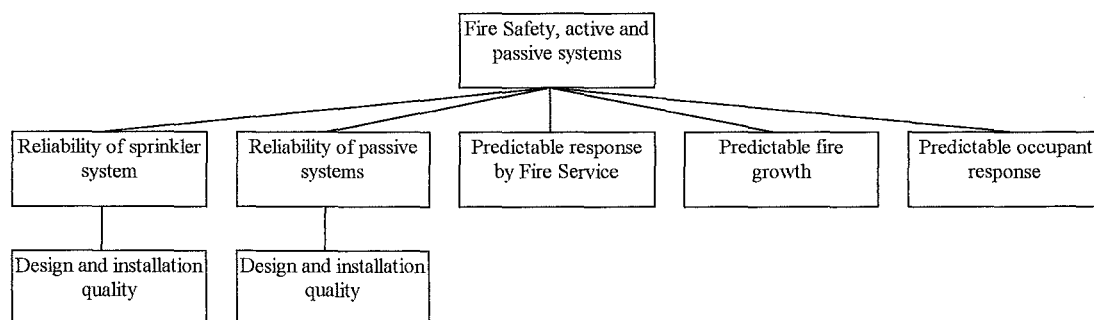 Fire Safety, active and
passive systems
Reliability of sprinkler
system
Reliability of passive
systems
Predictable response
by Fire Service
Predictable fire
growth
Predictable occupant
response
Design and installation
quality
Design and installation
quality